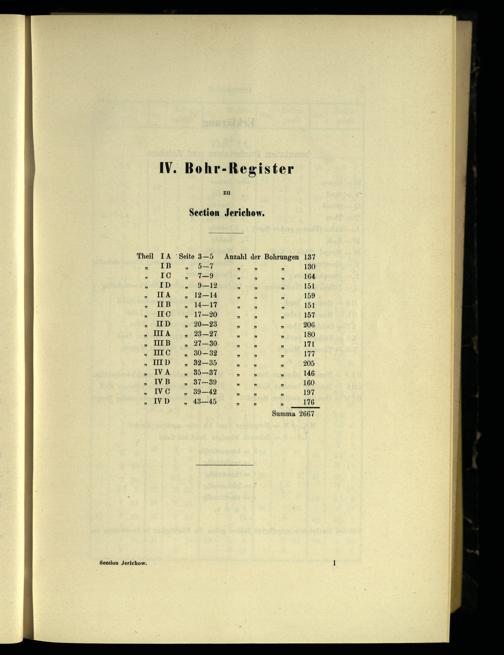 IV. Bohr-Register
zu
Section Jerichow.
Theil I A Seite 3—5 Anzahl der Bohrungen 137
„ I B „ 5—7 „ „ „ 130
„ I C „ 7—9 „ „ „ 164
„ I D „ 9—12 „ „ „ 151
„ II A „ 12—14 „ „ „ 159
„ II B „ 14—17 „ „ „ 151
„ II C „ 17—20 „ „ „ 157
„ II D „ 20—23 „ „ „ 206
„ III A „ 23—27 „ „ „ 180
„ III B „ 27—30 „ „ „ 171
„ III C „ 30—32 „ „ „ 177
„ III D „ 32—35 „ „ „ 205
„ IV A „ 35—37 „ „ „ 146
„ IV B „ 37—39 „ „ „ 160
„ IV C „ 39—42 „ „ „ 197
„ IV D „ 43—45 „ „ „ 176
Summa 2667
Section Jerichow. 1